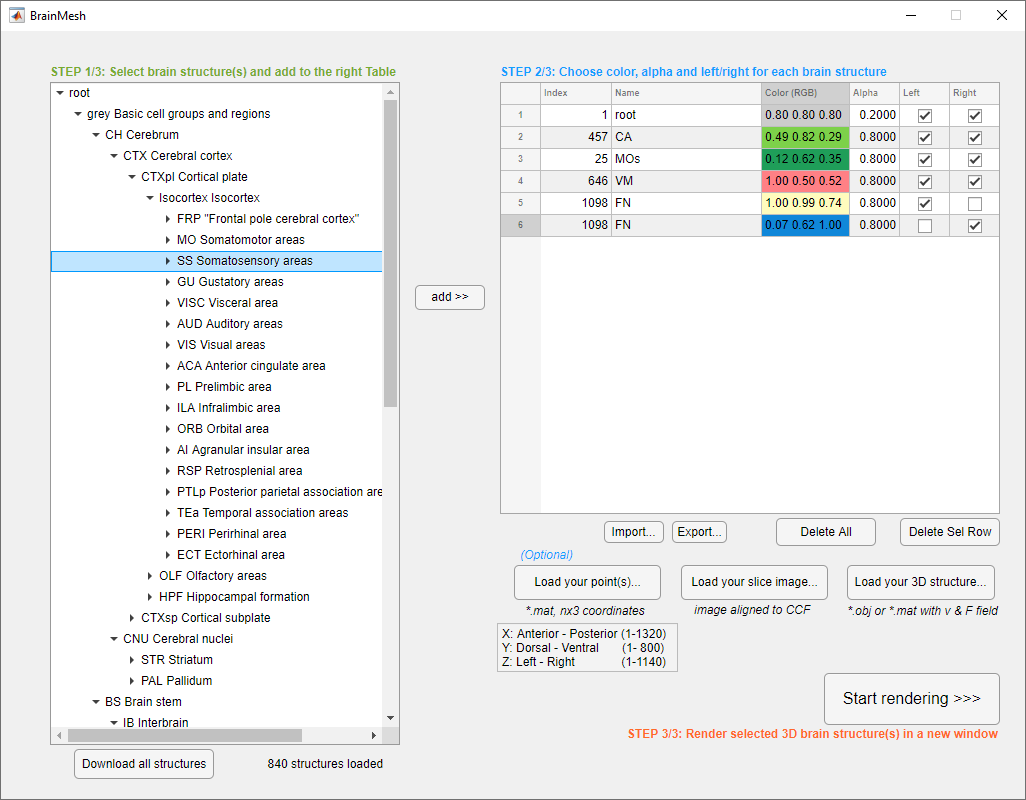 BrainMesh
STEP 1/3: Select brain structure(s) and add to the right Table
root
grey Basic cell groups and regions
CH Cerebrum
CTX Cerebral cortex
CTXpl Cortical plate
Isocortex Isocortex
FRP "Frontal pole cerebral cortex"
MO Somatomotor areas
SS Somatosensory areas
GU Gustatory areas
VISC Visceral area
AUD Auditory areas
VIS Visual areas
ACA Anterior cingulate area
PL Prelimbic area
ILA Infralimbic area
ORB Orbital area
AI Agranular insular area
RSP Retrosplenial area
PTLp Posterior parietal association are
TEa Temporal association areas
PERI Perirhinal area
ECT Ectorhinal area
OLF Olfactory areas
HPF Hippocampal formation
CTXsp Cortical subplate
CNU Cerebral nuclei
STR Striatum
PAL Pallidum
BS Brain stem
IB Interbrain
Download all structures
840 structures loaded
add >>
STEP 2/3: Choose color, alpha and left/right for each brain structure
Index Name Color (RGB) Alpha Left Right
1 1 root 0.80 0.80 0.80 0.2000
2 457 CA 0.49 0.82 0.29 0.8000
3 25 MOs 0.12 0.62 0.35 0.8000
4 646 VM 1.00 0.50 0.52 0.8000
5 1098 FN 1.00 0.99 0.74 0.8000
6 1098 FN 0.07 0.62 1.00 0.8000
Import... Export... Delete All Delete Sel Row
(Optional)
Load your point(s)... Load your slice image... Load your 3D structure...
*.mat, nx3 coordinates image aligned to CCF *.obj or *.mat with v & F field
X: Anterior - Posterior (1-1320)
Y: Dorsal - Ventral (1- 800)
Z: Left - Right (1-1140)
Start rendering >>>
STEP 3/3: Render selected 3D brain structure(s) in a new window